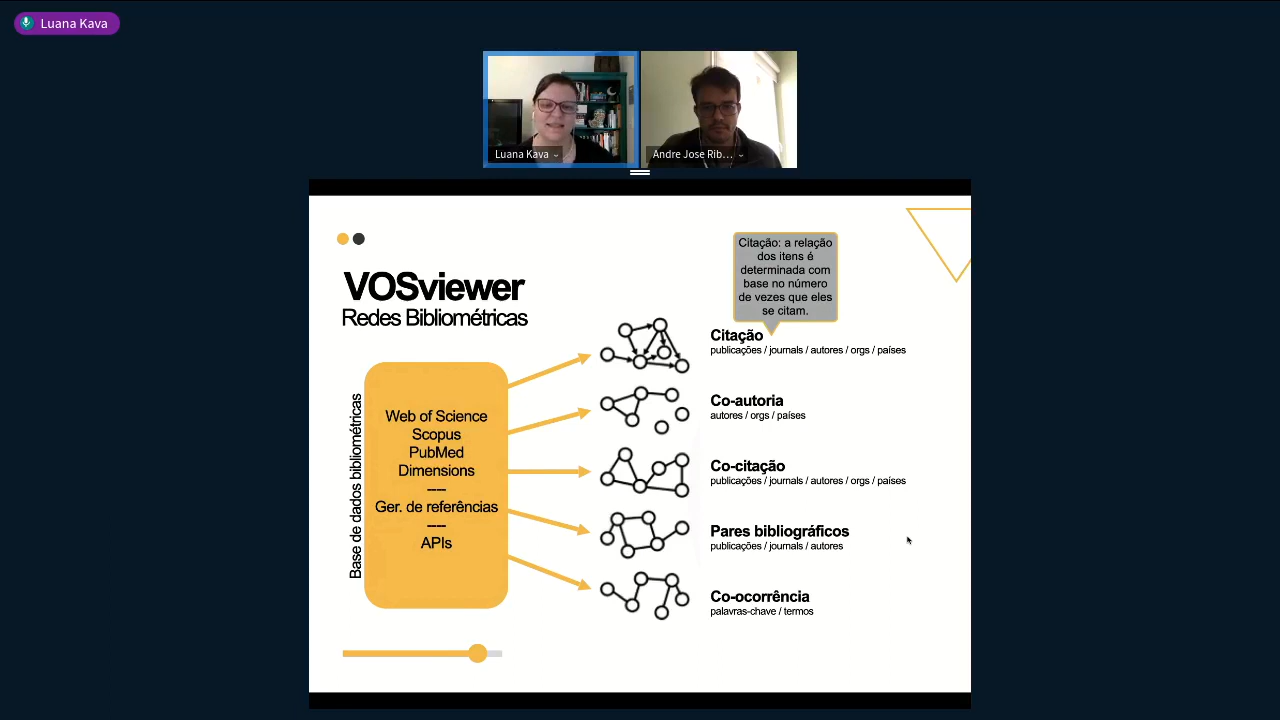 Luana Kava
Luana Kava
Andre Jose Rib...
Citação: a relação
dos itens é
determinada com
base no número
de vezes que eles
se citam.
VOSviewer
Redes Bibliométricas
Base de dados bibliométricas
Web of Science
Scopus
PubMed
Dimensions
----
Ger. de referências
----
APIs
Citação
publicações / journals / autores / orgs / países
Co-autoria
autores / orgs / países
Co-citação
publicações / journals / autores / orgs / países
Pares bibliográficos
publicações / journals / autores
Co-ocorrência
palavras-chave / termos